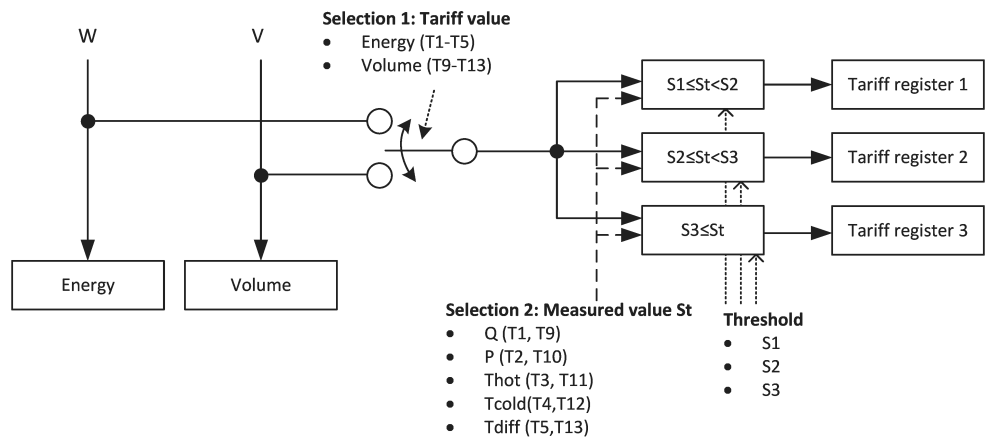 Selection 1: Tariff value
• Energy (T1-T5)
• Volume (T9-T13)
W
V
S1≤St<S2
Tariff register 1
S2≤St<S3
Tariff register 2
S3≤St
Tariff register 3
Energy
Volume
Selection 2: Measured value St
• Q (T1, T9)
• P (T2, T10)
• Thot (T3, T11)
• Tcold(T4,T12)
• Tdiff (T5,T13)
Threshold
• S1
• S2
• S3